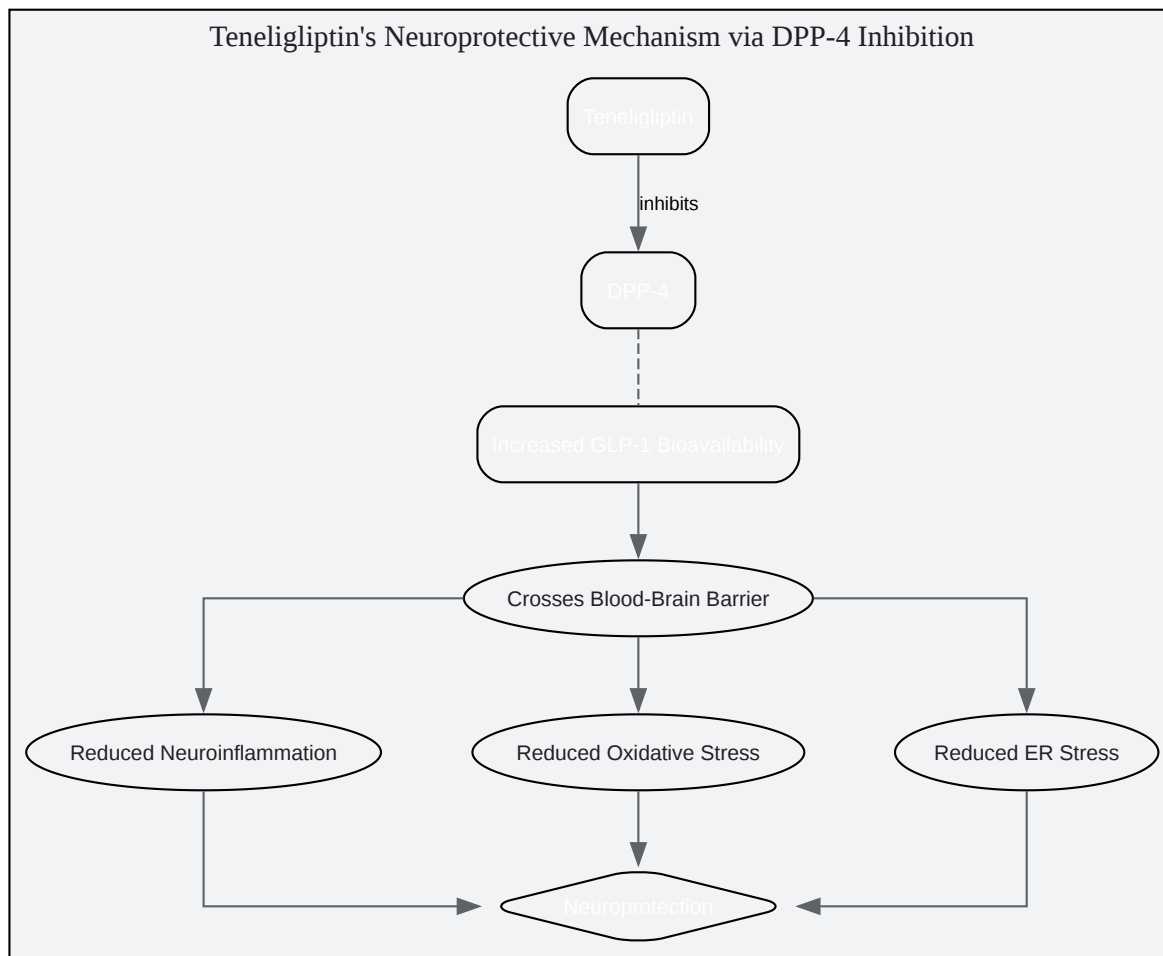 Teneligliptin's Neuroprotective Mechanism via DPP-4 Inhibition
Teneligliptin
inhibits
DPP-4
Increased GLP-1 Bioavailability
Crosses Blood-Brain Barrier
Reduced Neuroinflammation
Reduced Oxidative Stress
Reduced ER Stress
Neuroprotection